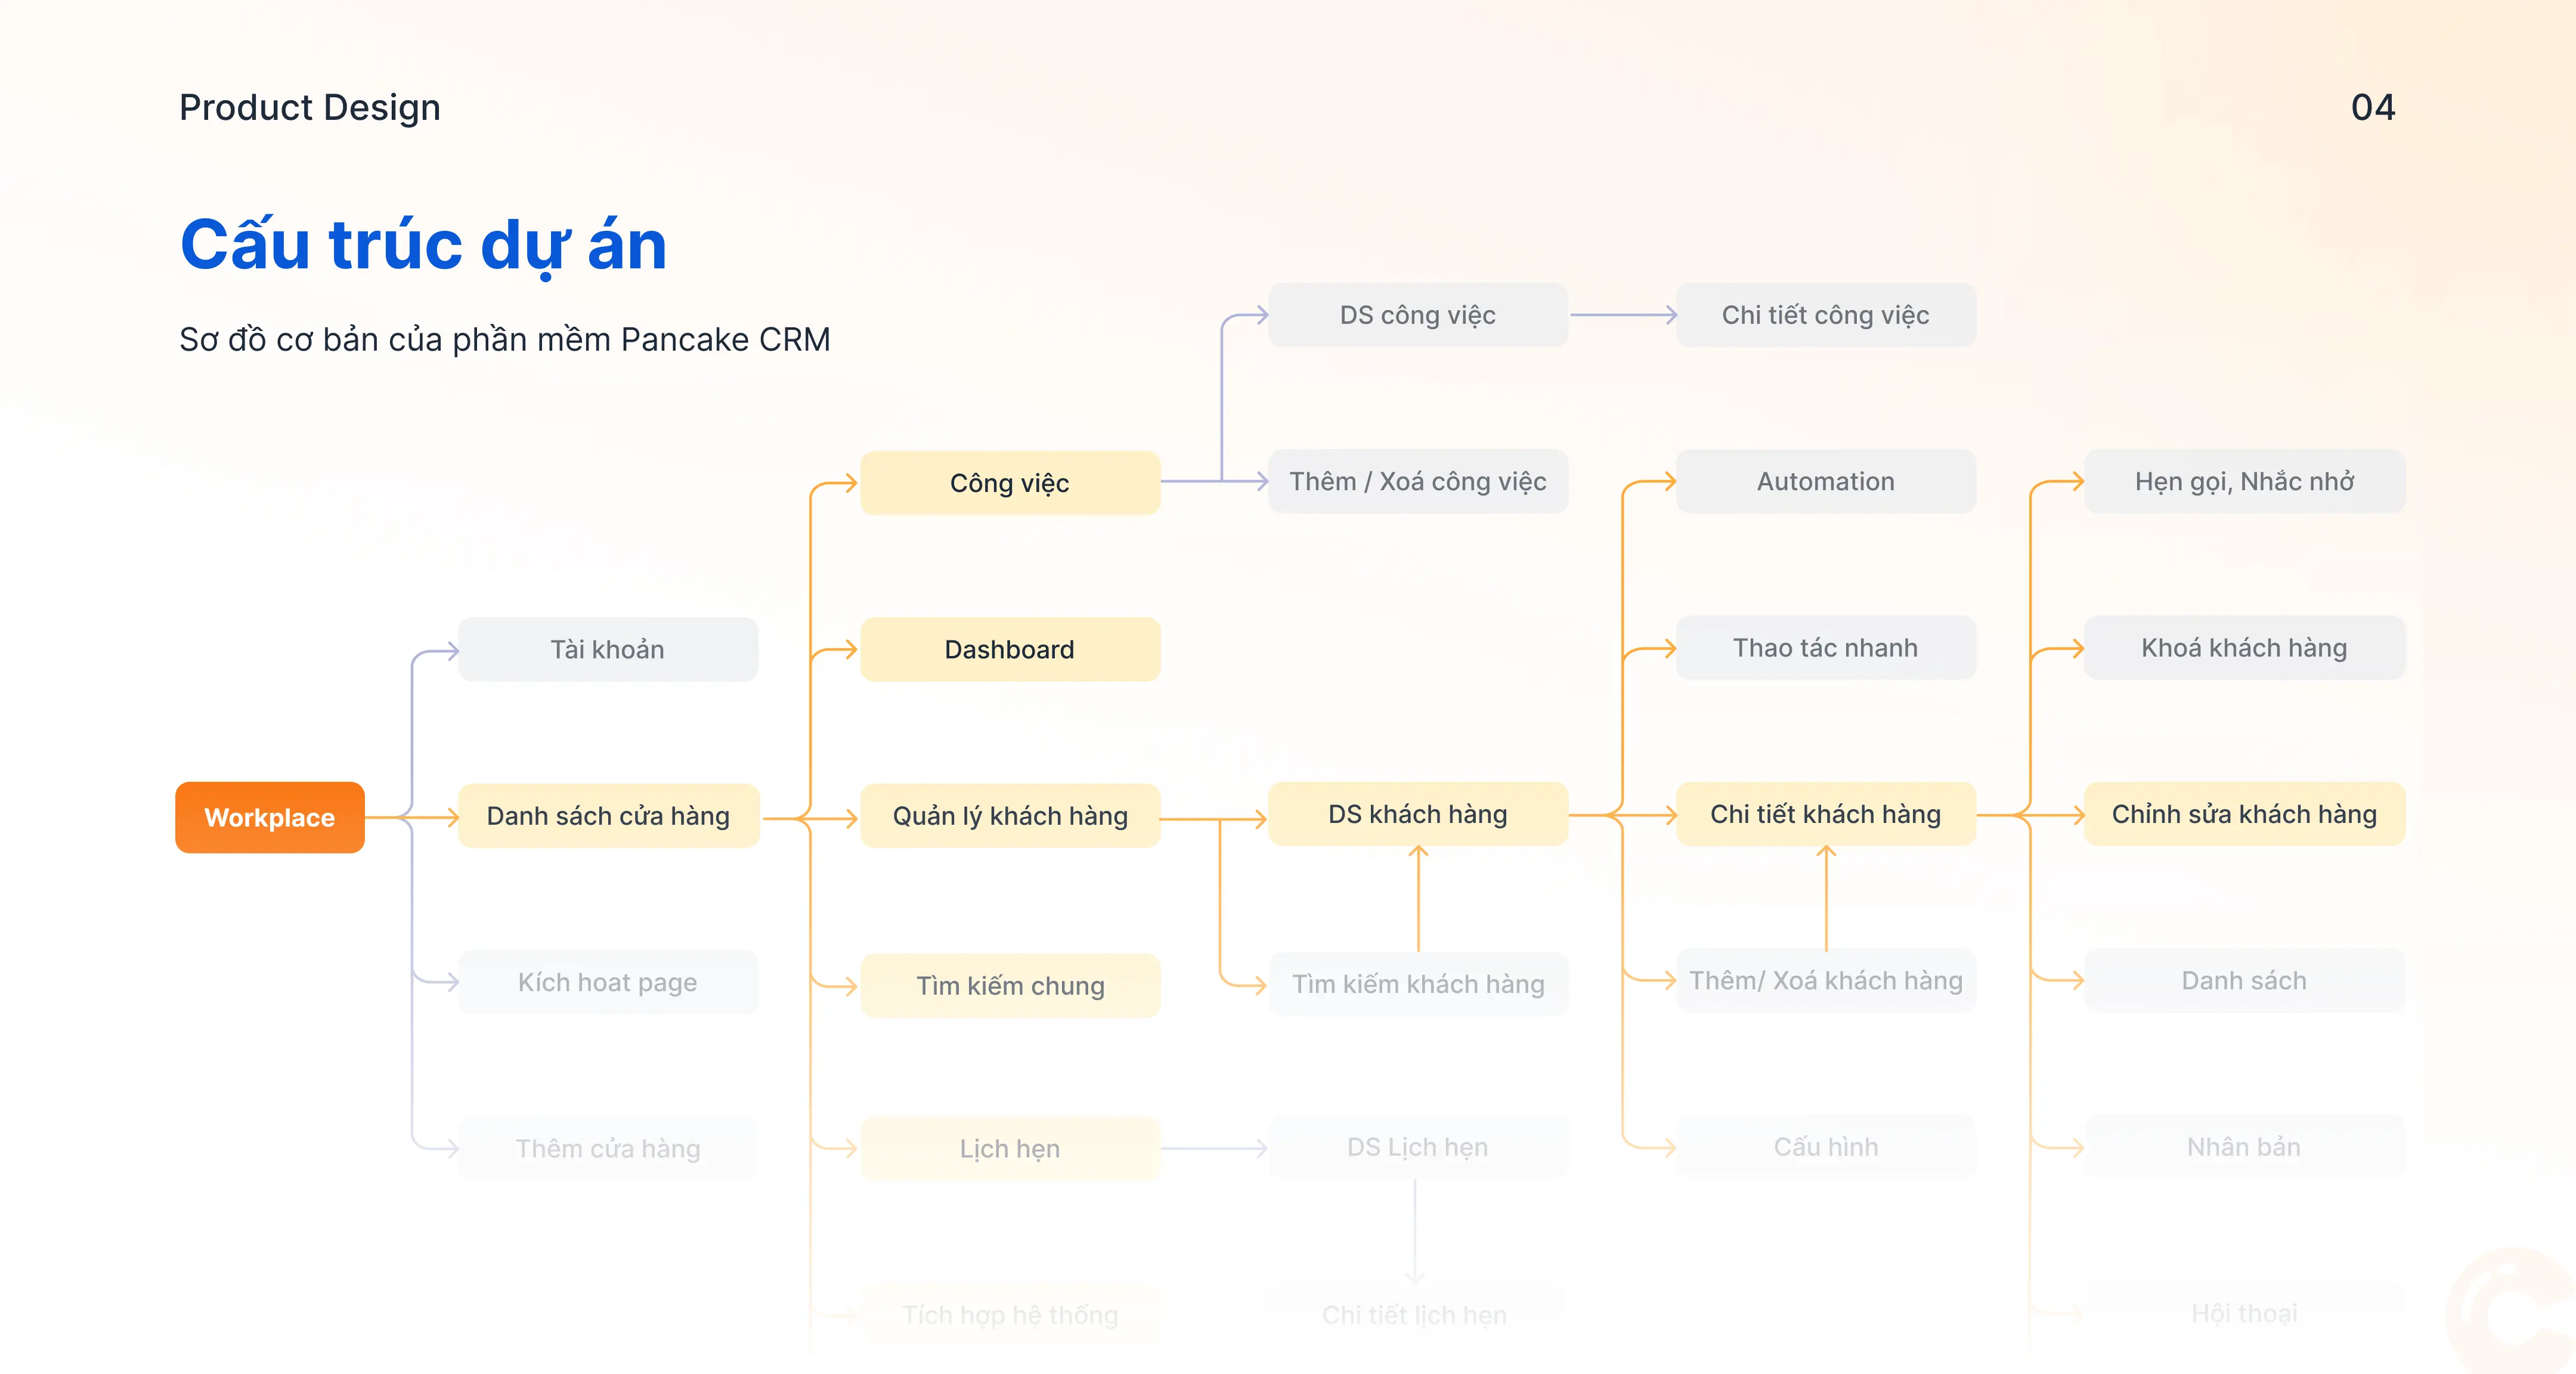 Product Design
04
Cấu trúc dự án
Sơ đồ cơ bản của phần mềm Pancake CRM
DS công việc
Chi tiết công việc
Công việc
Thêm / Xoá công việc
Automation
Hẹn gọi, Nhắc nhở
Tài khoản
Dashboard
Thao tác nhanh
Khoá khách hàng
Workplace
Danh sách cửa hàng
Quản lý khách hàng
DS khách hàng
Chi tiết khách hàng
Chỉnh sửa khách hàng
Kích hoat page
Tìm kiếm chung
Tìm kiếm khách hàng
Thêm/ Xoá khách hàng
Danh sách
Thêm cửa hàng
Lịch hẹn
DS Lịch hẹn
Cấu hình
Nhân bản
Tích hợp hệ thống
Chi tiết lịch hẹn
Hội thoại